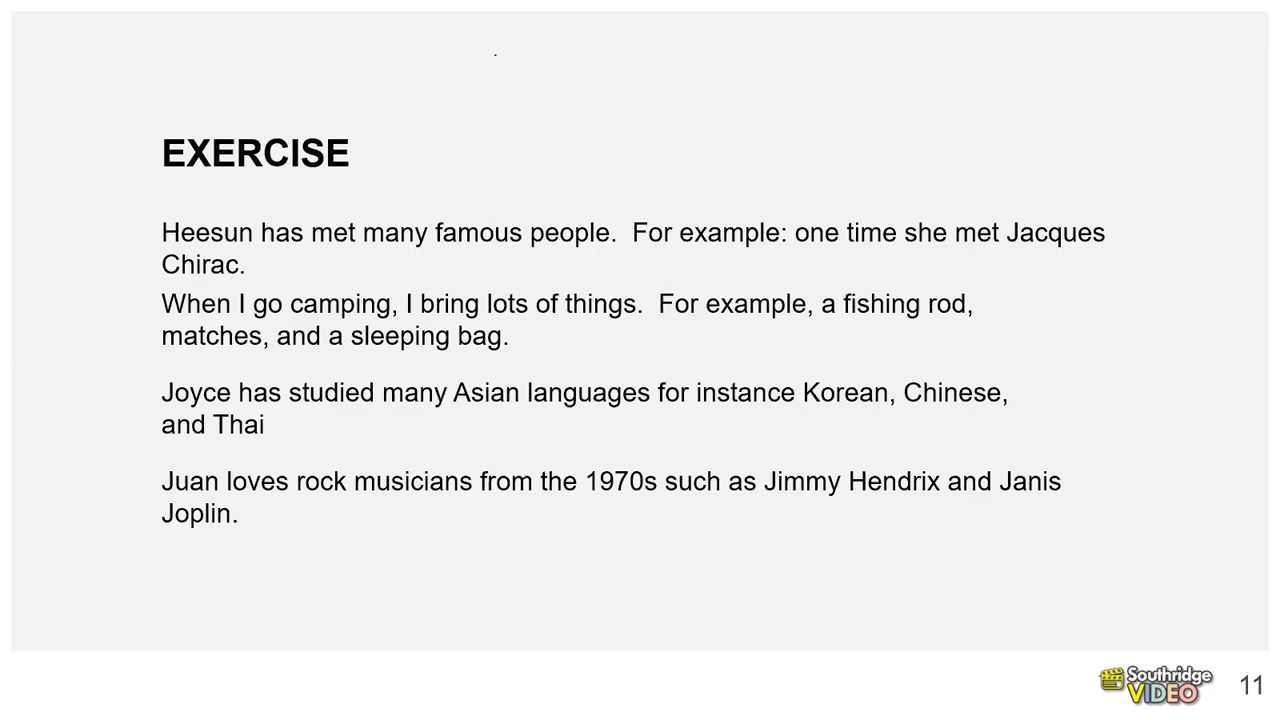 EXERCISE
Heesun has met many famous people.  For example: one time she met Jacques
Chirac.
When I go camping, I bring lots of things.  For example, a fishing rod,
matches, and a sleeping bag.
Joyce has studied many Asian languages for instance Korean, Chinese,
and Thai
Juan loves rock musicians from the 1970s such as Jimmy Hendrix and Janis
Joplin.
Southridge
VIDEO
11